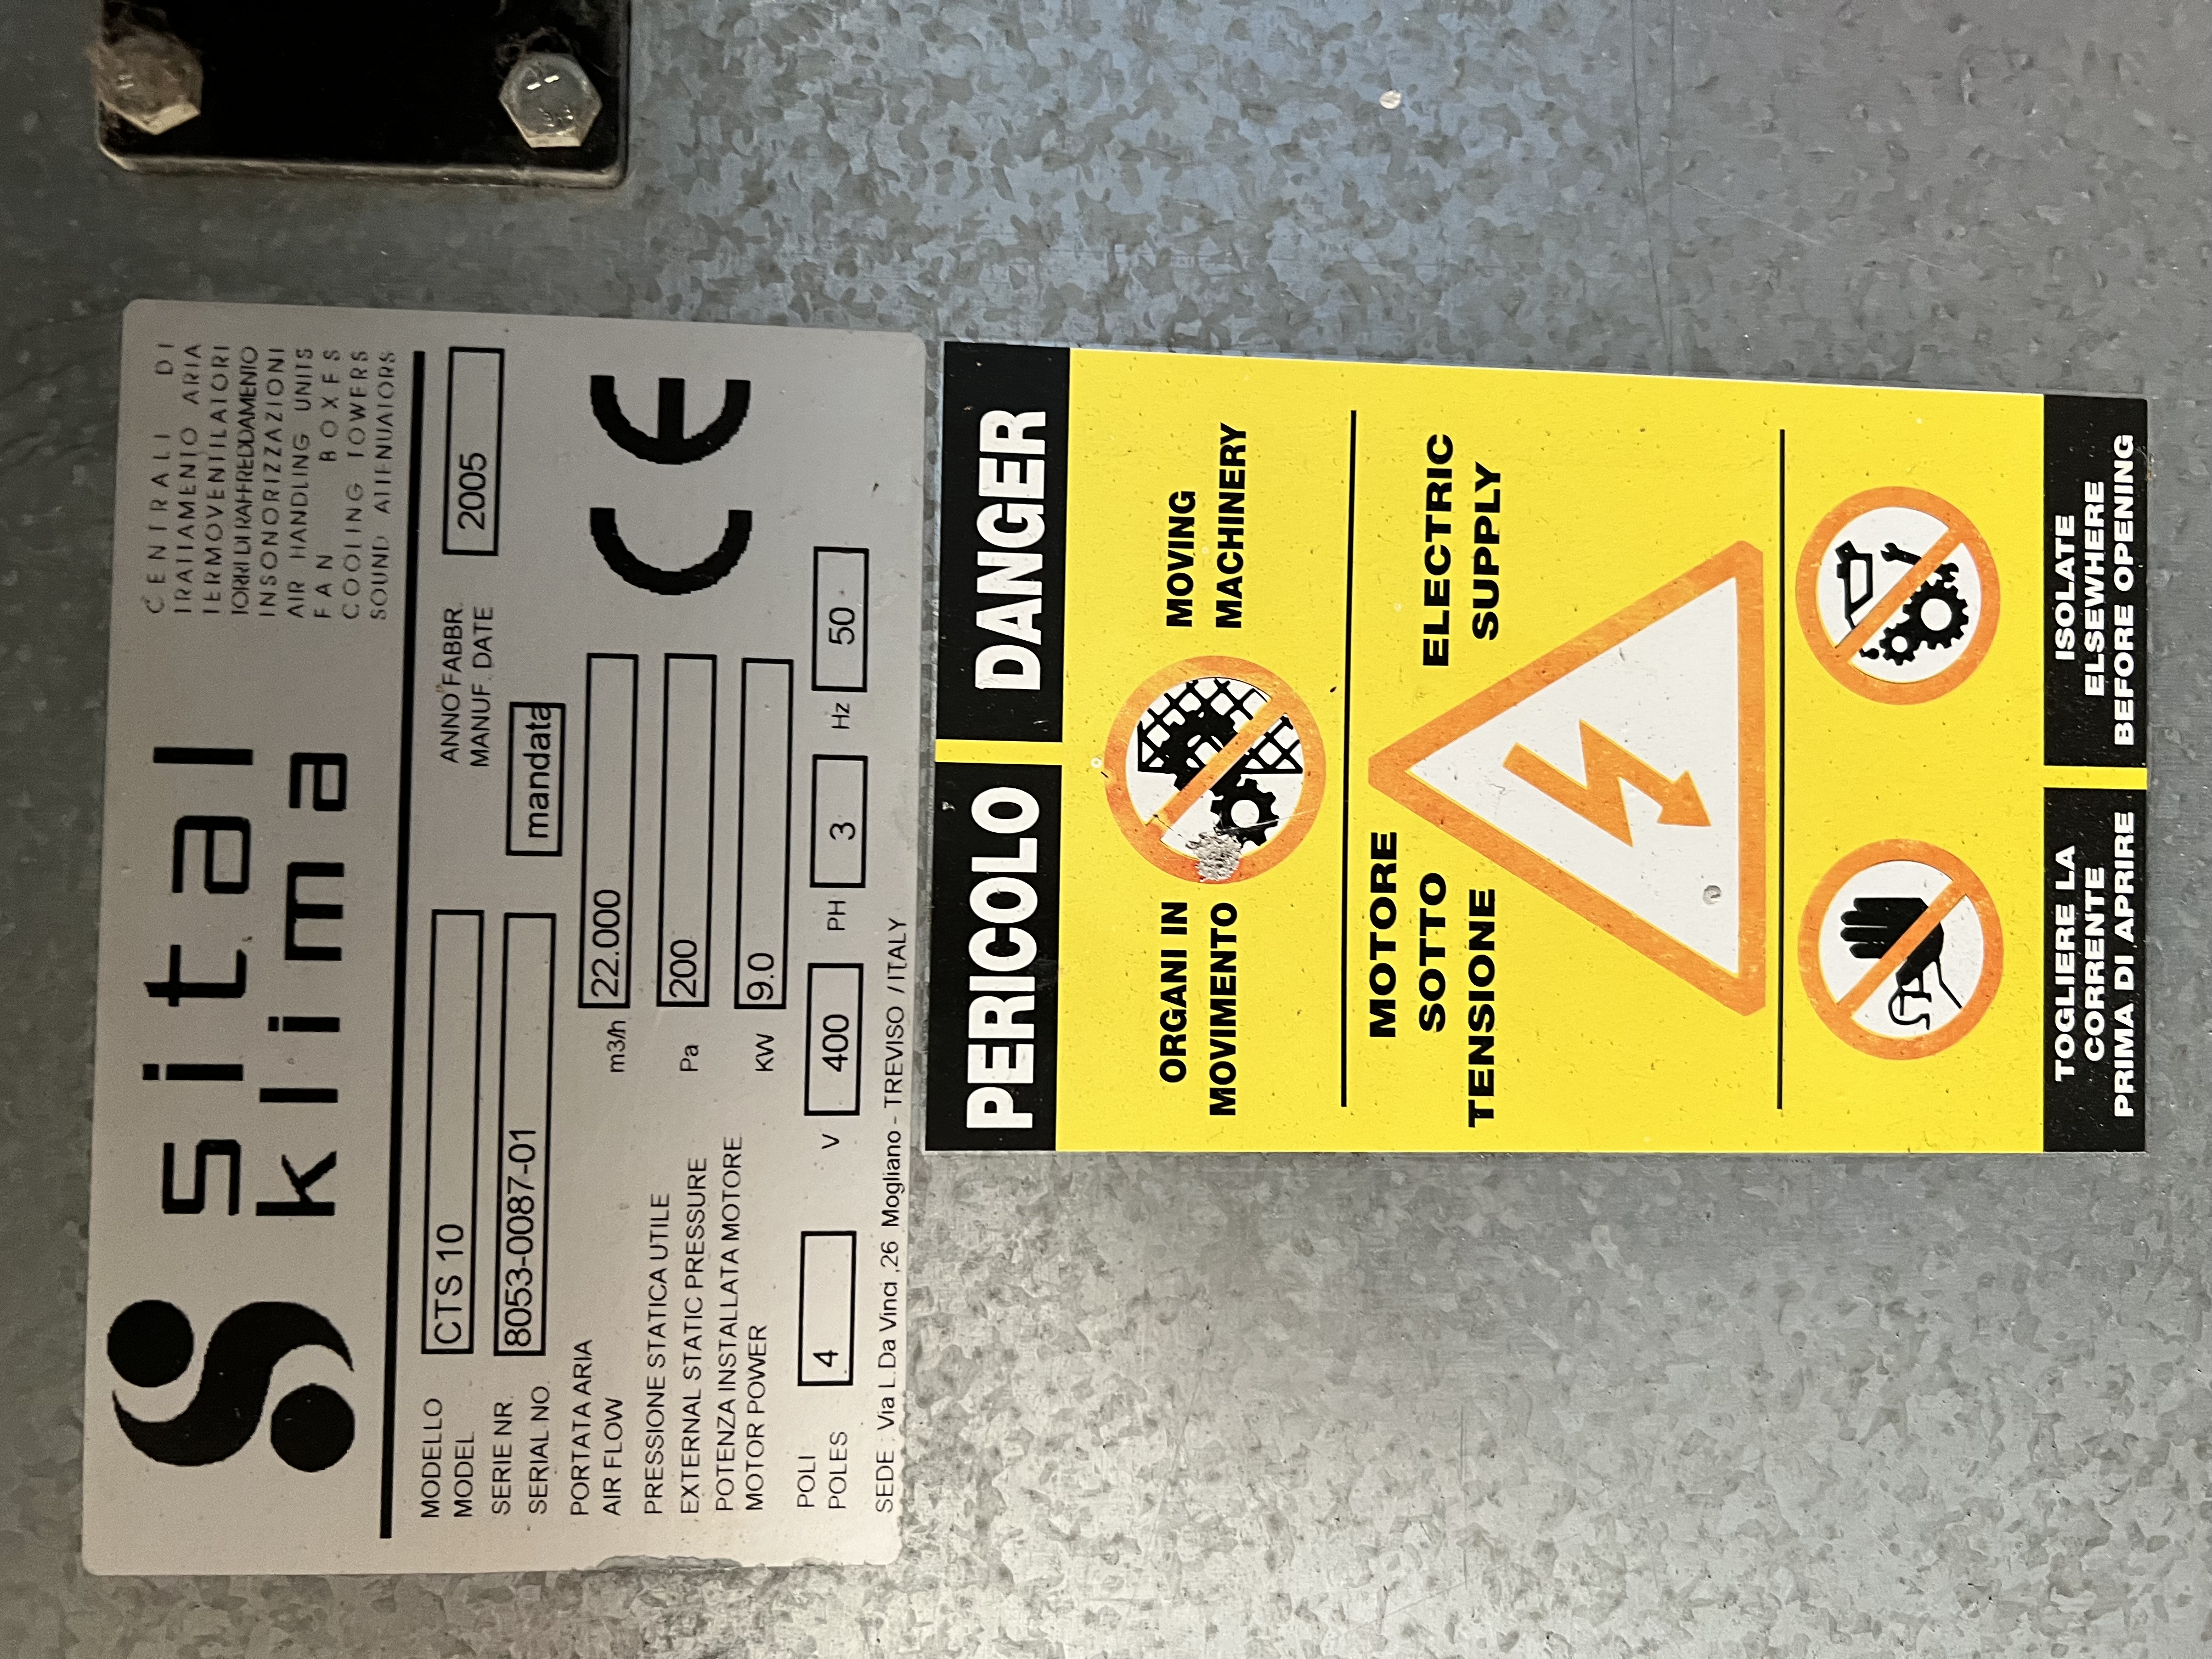 sital
klima
CENTRALI DI
TRATTAMENTO ARIA
TERMOVENTILATORI
TORRI DI RAFFREDDAMENTO
INSONORIZZAZIONI
AIR HANDLING UNITS
FAN BOXES
COOLING TOWERS
SOUND ATTENUATORS
MODELLO
MODEL
CTS 10
ANNO FABBR.
MANUF. DATE
2005
SERIE NR.
SERIAL NO.
8053-0087-01
mandata
PORTATA ARIA
AIR FLOW
m3/h
22.000
PRESSIONE STATICA UTILE
EXTERNAL STATIC PRESSURE
Pa
200
POTENZA INSTALLATA MOTORE
MOTOR POWER
KW
9.0
CE
POLI
POLES
4
V
400
PH
3
Hz
50
SEDE : Via L.Da Vinci ,26 Mogliano - TREVISO / ITALY
PERICOLO
DANGER
ORGANI IN
MOVIMENTO
MOVING
MACHINERY
MOTORE
SOTTO
TENSIONE
ELECTRIC
SUPPLY
TOGLIERE LA
CORRENTE
PRIMA DI APRIRE
ISOLATE
ELSEWHERE
BEFORE OPENING